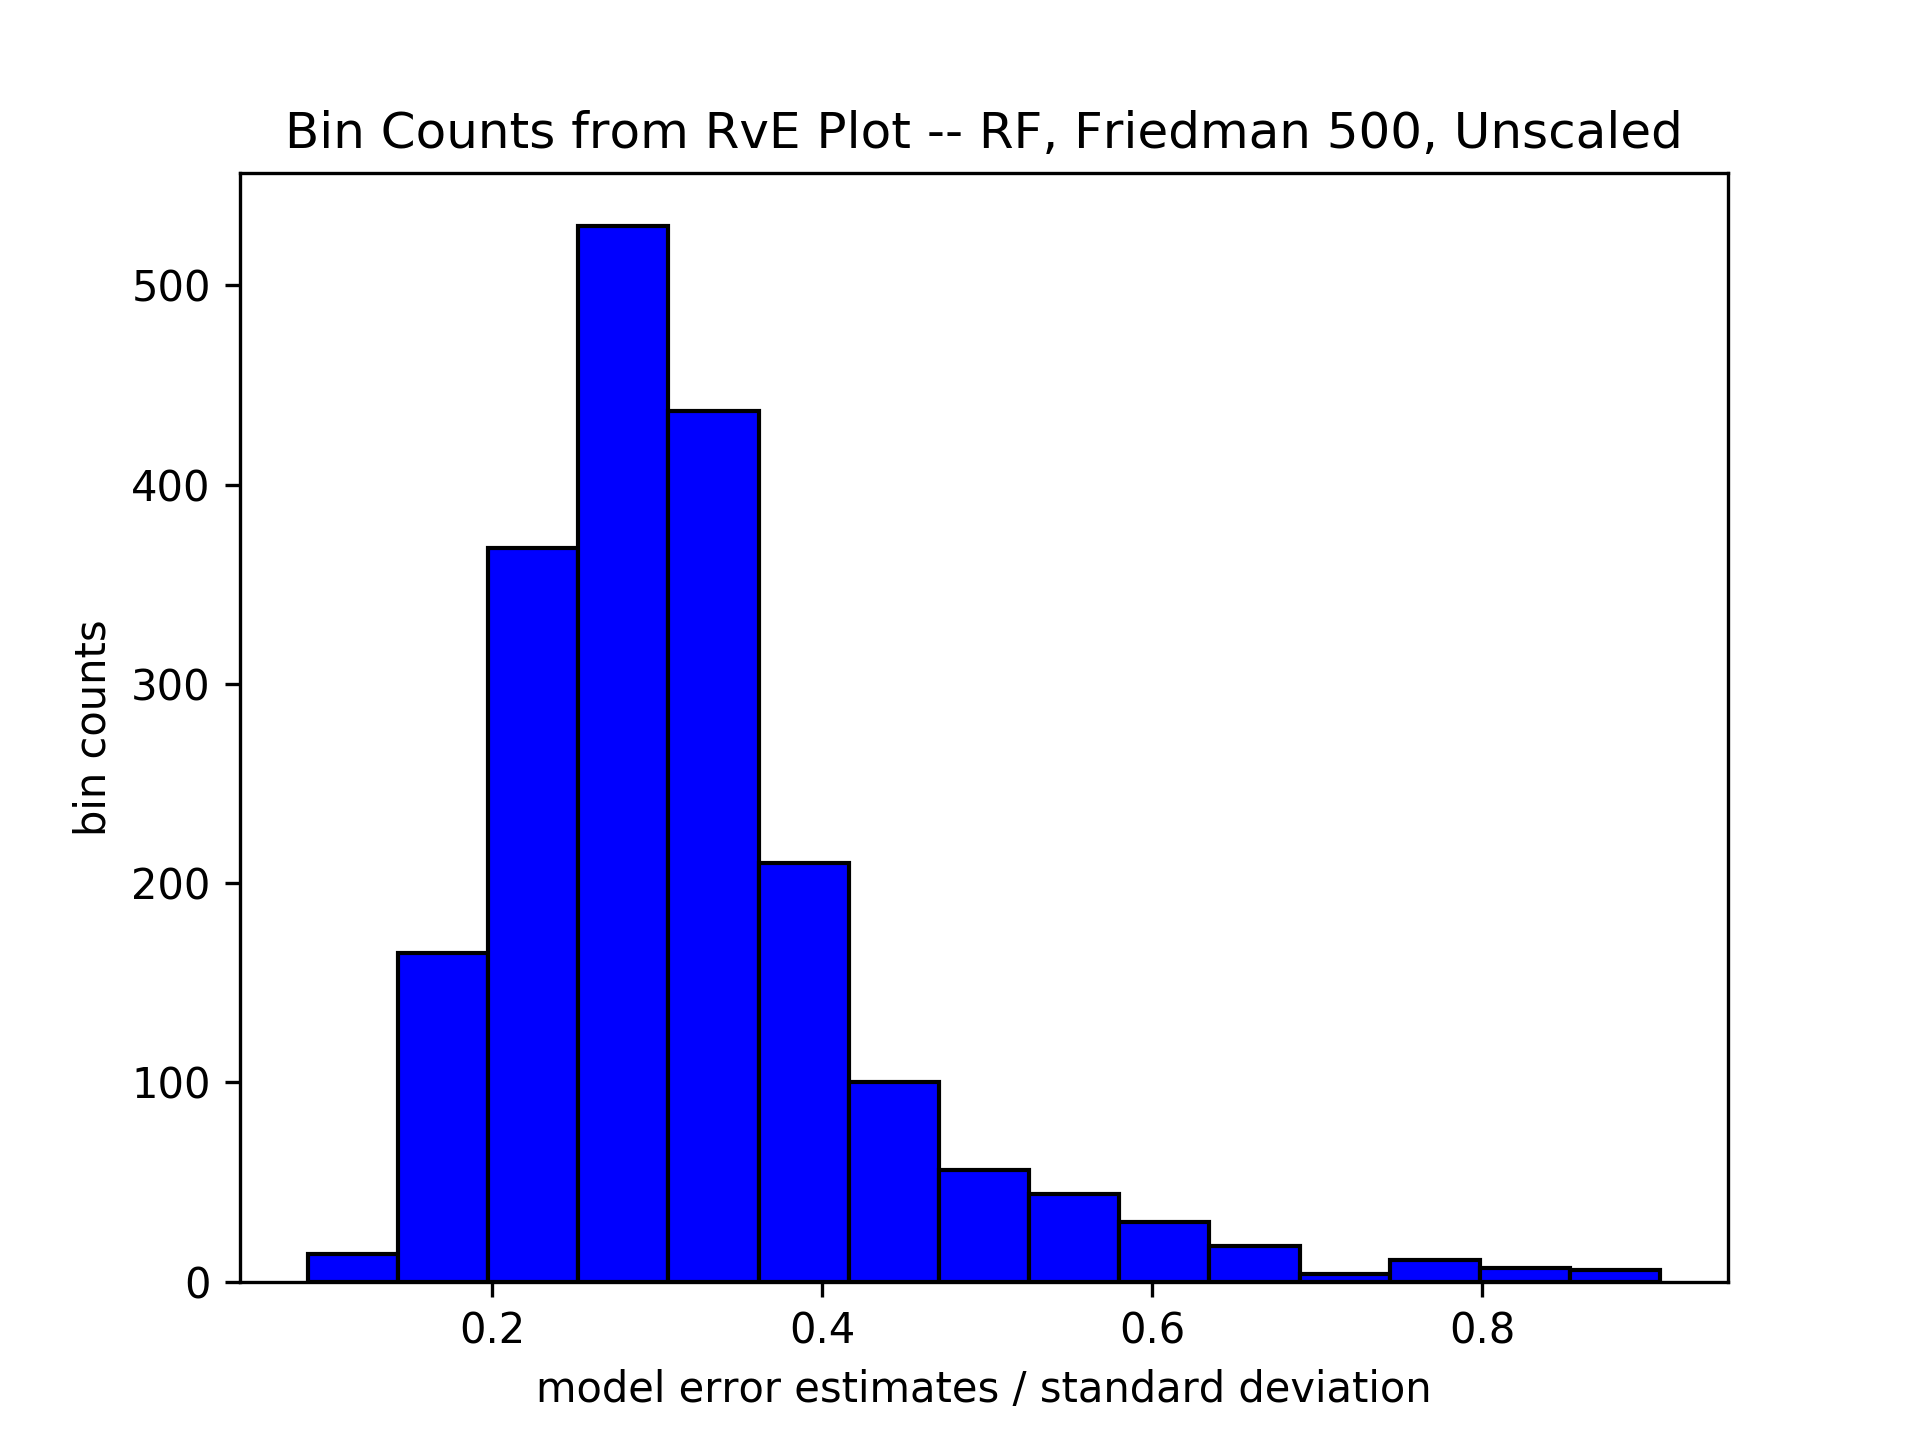 Bin Counts from RvE Plot -- RF, Friedman 500, Unscaled
500
400
300
200
100
0
bin counts
0.2 0.4 0.6 0.8
model error estimates / standard deviation